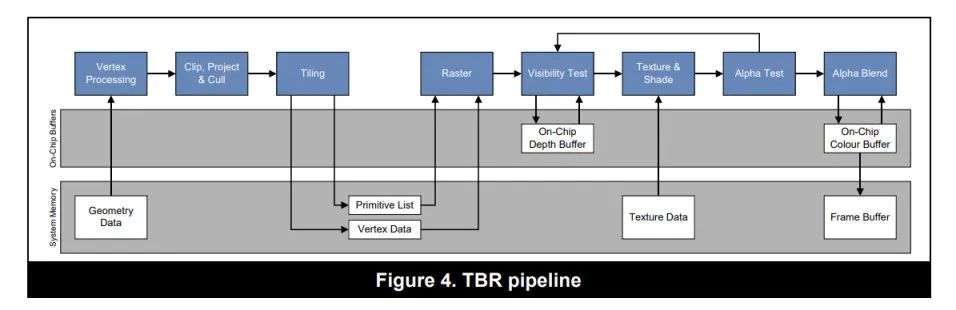 Vertex
Processing
Clip, Project
& Cull
Tiling
Raster
Visibility Test
Texture &
Shade
Alpha Test
Alpha Blend
On-Chip Buffers
On-Chip
Depth Buffer
On-Chip
Colour Buffer
System Memory
Geometry
Data
Primitive List
Vertex Data
Texture Data
Frame Buffer
Figure 4. TBR pipeline